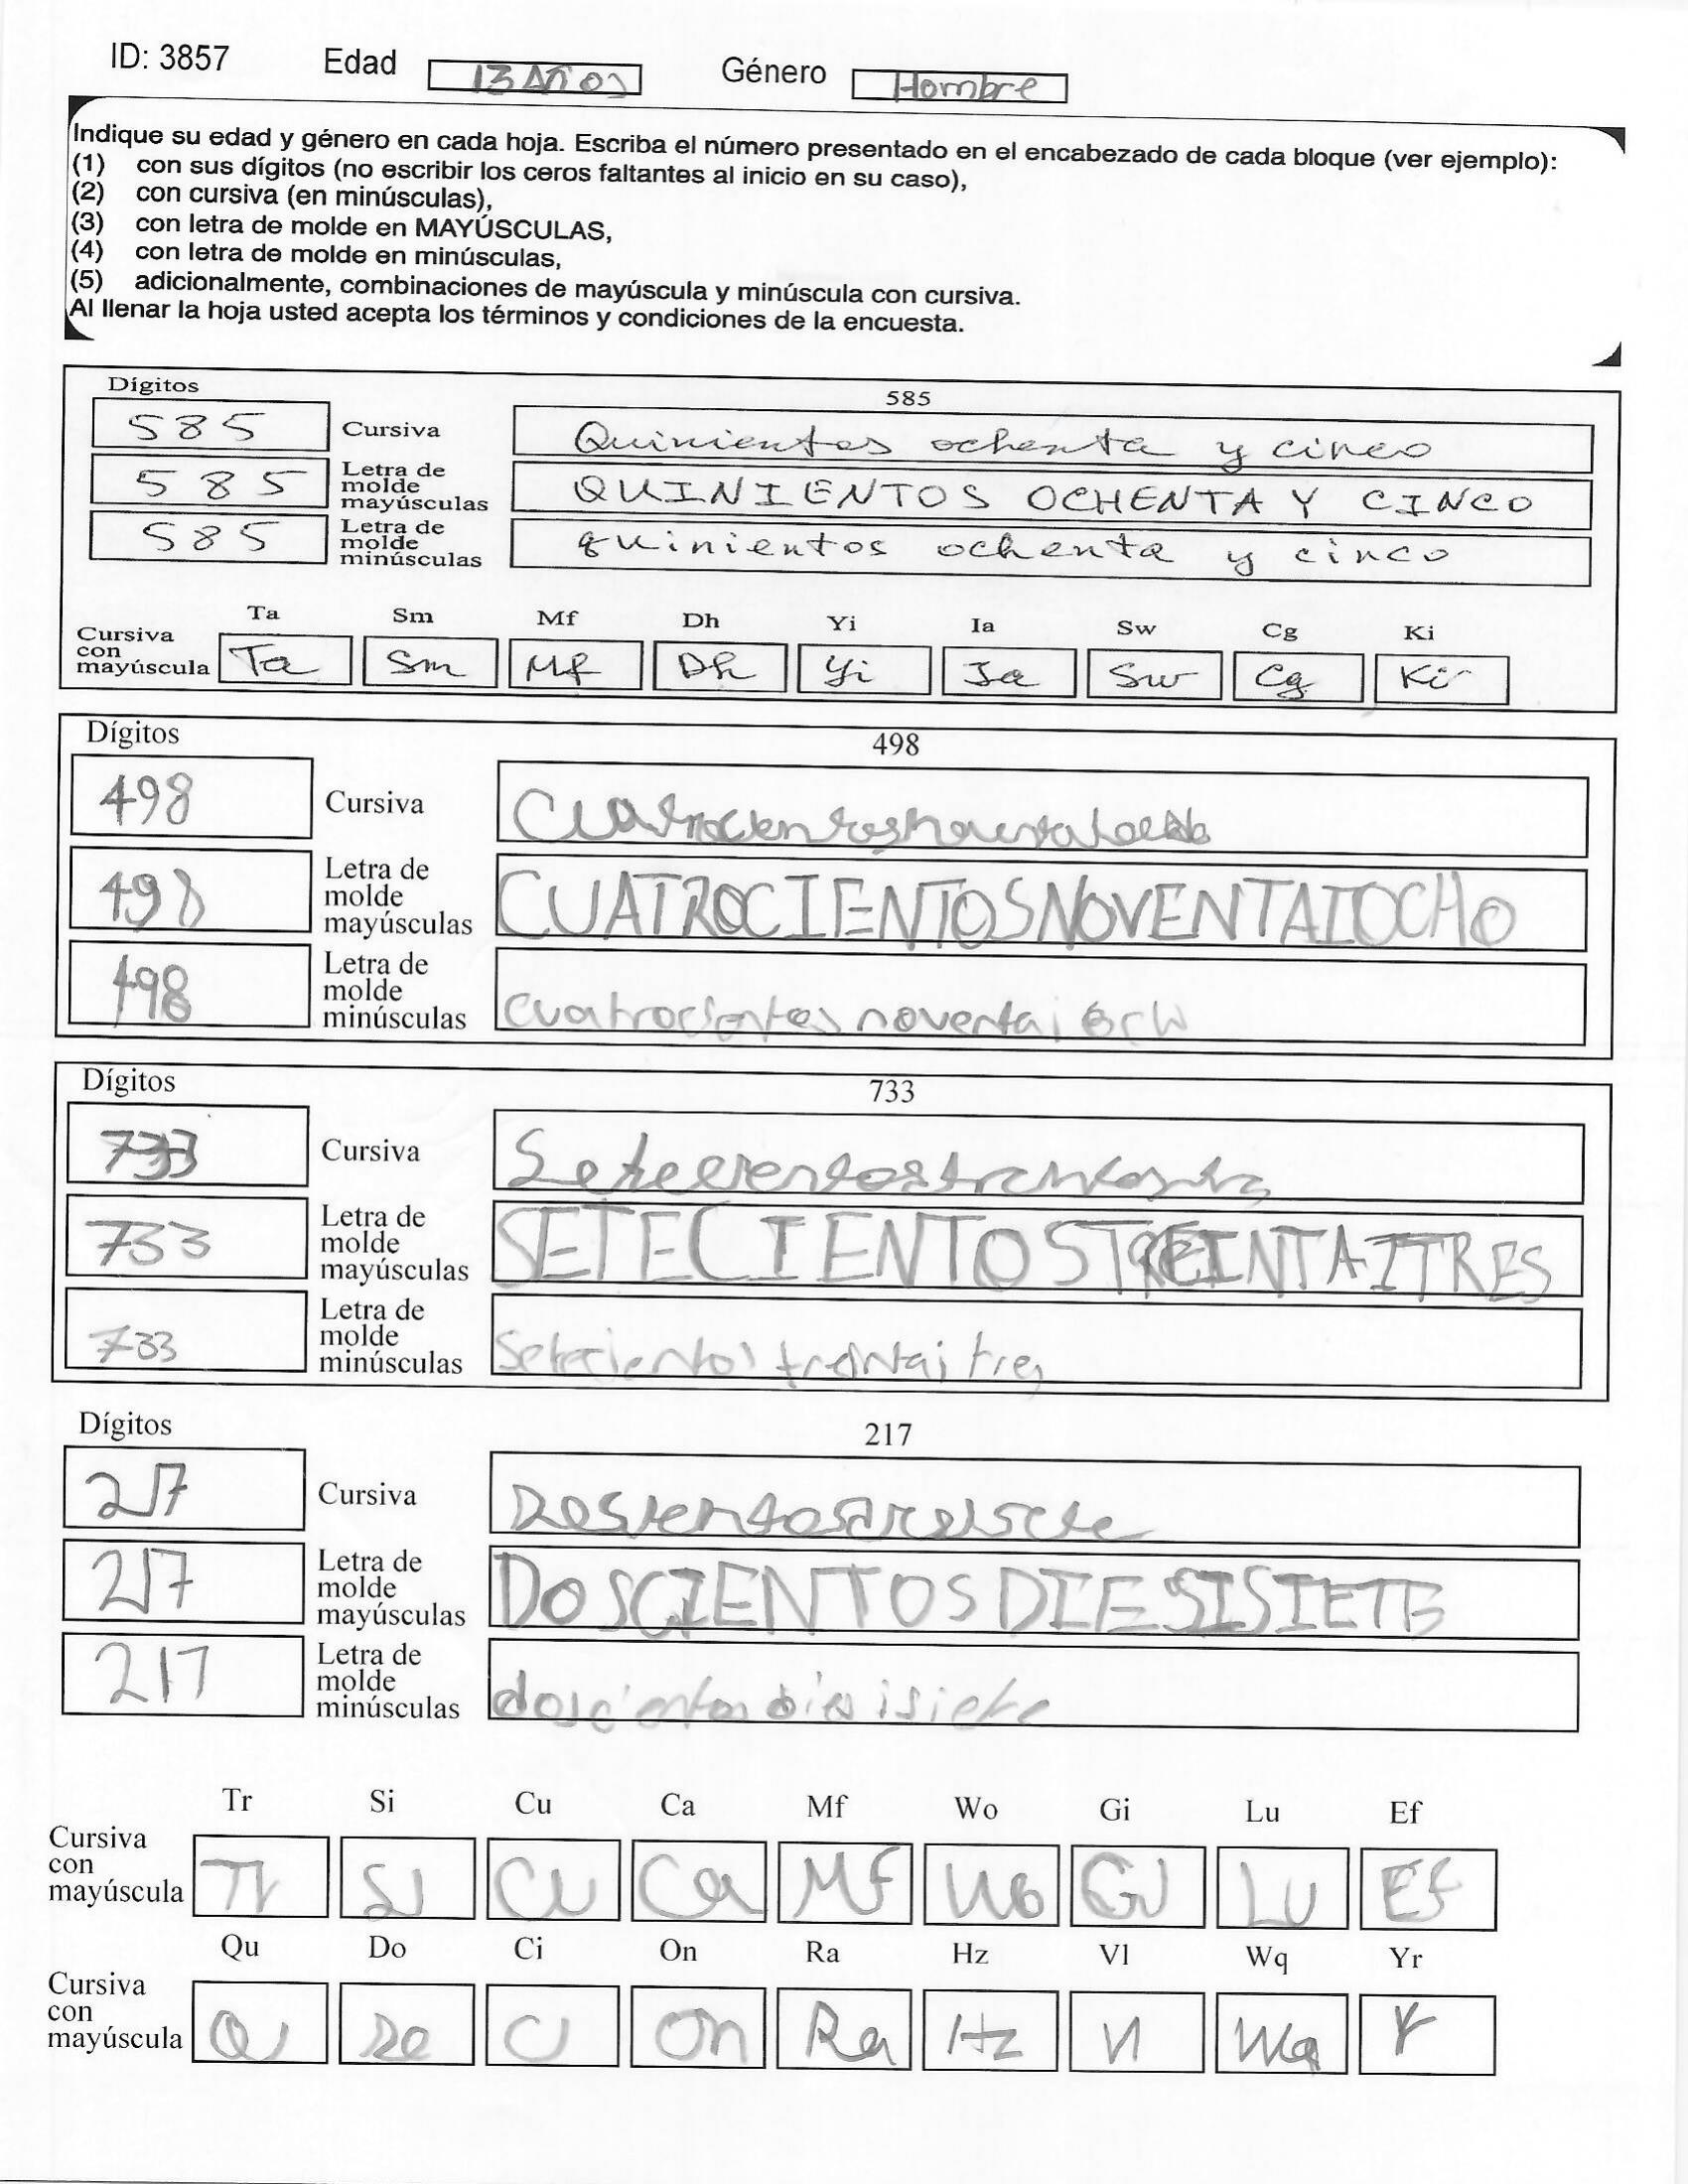 ID: 3857 Edad 13 Años Género Hombre
Indique su edad y género en cada hoja. Escriba el número presentado en el encabezado de cada bloque (ver ejemplo):
(1) con sus dígitos (no escribir los ceros faltantes al inicio en su caso),
(2) con cursiva (en minúsculas),
(3) con letra de molde en MAYÚSCULAS,
(4) con letra de molde en minúsculas,
(5) adicionalmente, combinaciones de mayúscula y minúscula con cursiva.
Al llenar la hoja usted acepta los términos y condiciones de la encuesta.
Dígitos 585
585 Cursiva Quinientos ochenta y cinco
585 Letra de molde mayúsculas QUINIENTOS OCHENTA Y CINCO
585 Letra de molde minúsculas quinientos ochenta y cinco
Ta Sm Mf Dh Yi Ia Sw Cg Ki
Cursiva con mayúscula Ta Sm Mf Dh Yi Ia Sw Cg Ki
Dígitos 498
498 Cursiva
498 Letra de molde mayúsculas CUATROCIENTOSNOVENTAIOCHO
498 Letra de molde minúsculas noventai
Dígitos 733
733 Cursiva
733 Letra de molde mayúsculas SETECIENTOSTREINTAITRES
733 Letra de molde minúsculas Setecientos tres
Dígitos 217
217 Cursiva
217 Letra de molde mayúsculas DOSCIENTOSDIESISIETE
217 Letra de molde minúsculas
Tr Si Cu Ca Mf Wo Gi Lu Ef
Cursiva con mayúscula Tr Si Cu Ca Mf Wo Gi Lu Ef
Qu Do Ci On Ra Hz Vl Wq Yr
Cursiva con mayúscula Qu Do Ci On Ra Hz Vl Wq